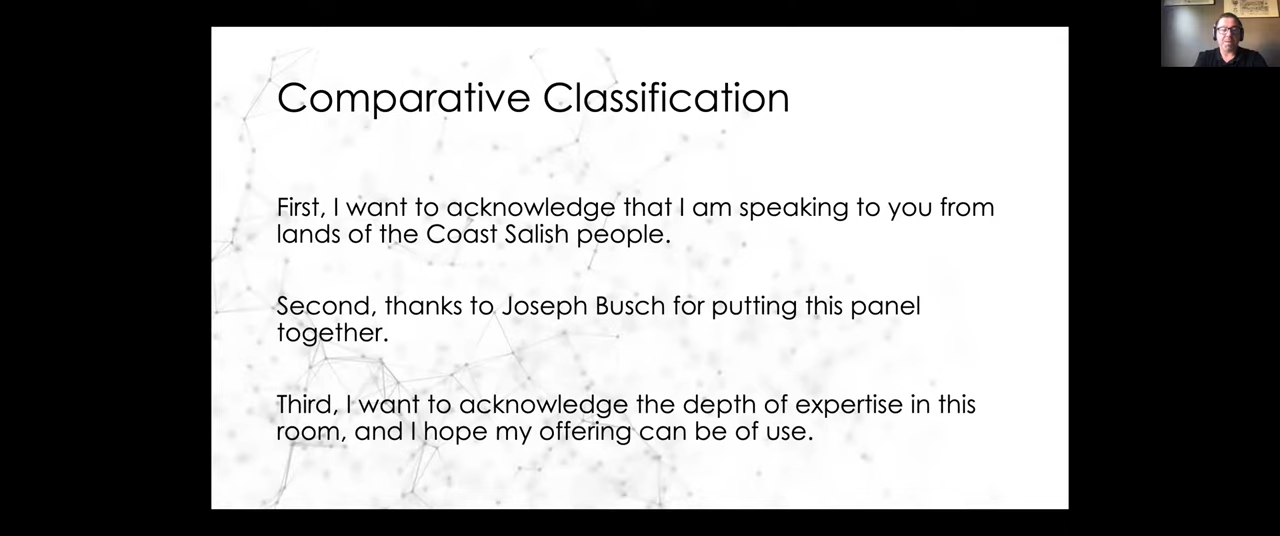 Comparative Classification
First, I want to acknowledge that I am speaking to you from
lands of the Coast Salish people.
Second, thanks to Joseph Busch for putting this panel
together.
Third, I want to acknowledge the depth of expertise in this
room, and I hope my offering can be of use.